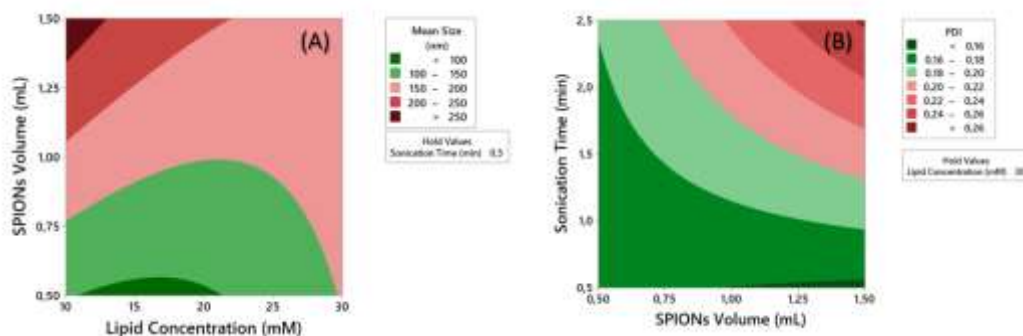 (A)
SPIONs Volume (mL)
1.50
1.25
1.00
0.75
0.50
10
15
20
25
30
Lipid Concentration (mM)
Mean Size
(nm)
< 100
100 – 150
150 – 200
200 – 250
> 250
Hold Values
Sonication Time (min) 0,5
(B)
Sonication Time (min)
2,5
2,0
1,5
1,0
0,5
0,50
0,75
1,00
1,25
1,50
SPIONs Volume (mL)
PDI
< 0,16
0,16 – 0,18
0,18 – 0,20
0,20 – 0,22
0,22 – 0,24
0,24 – 0,26
> 0,26
Hold Values
Lipid Concentration (mM)